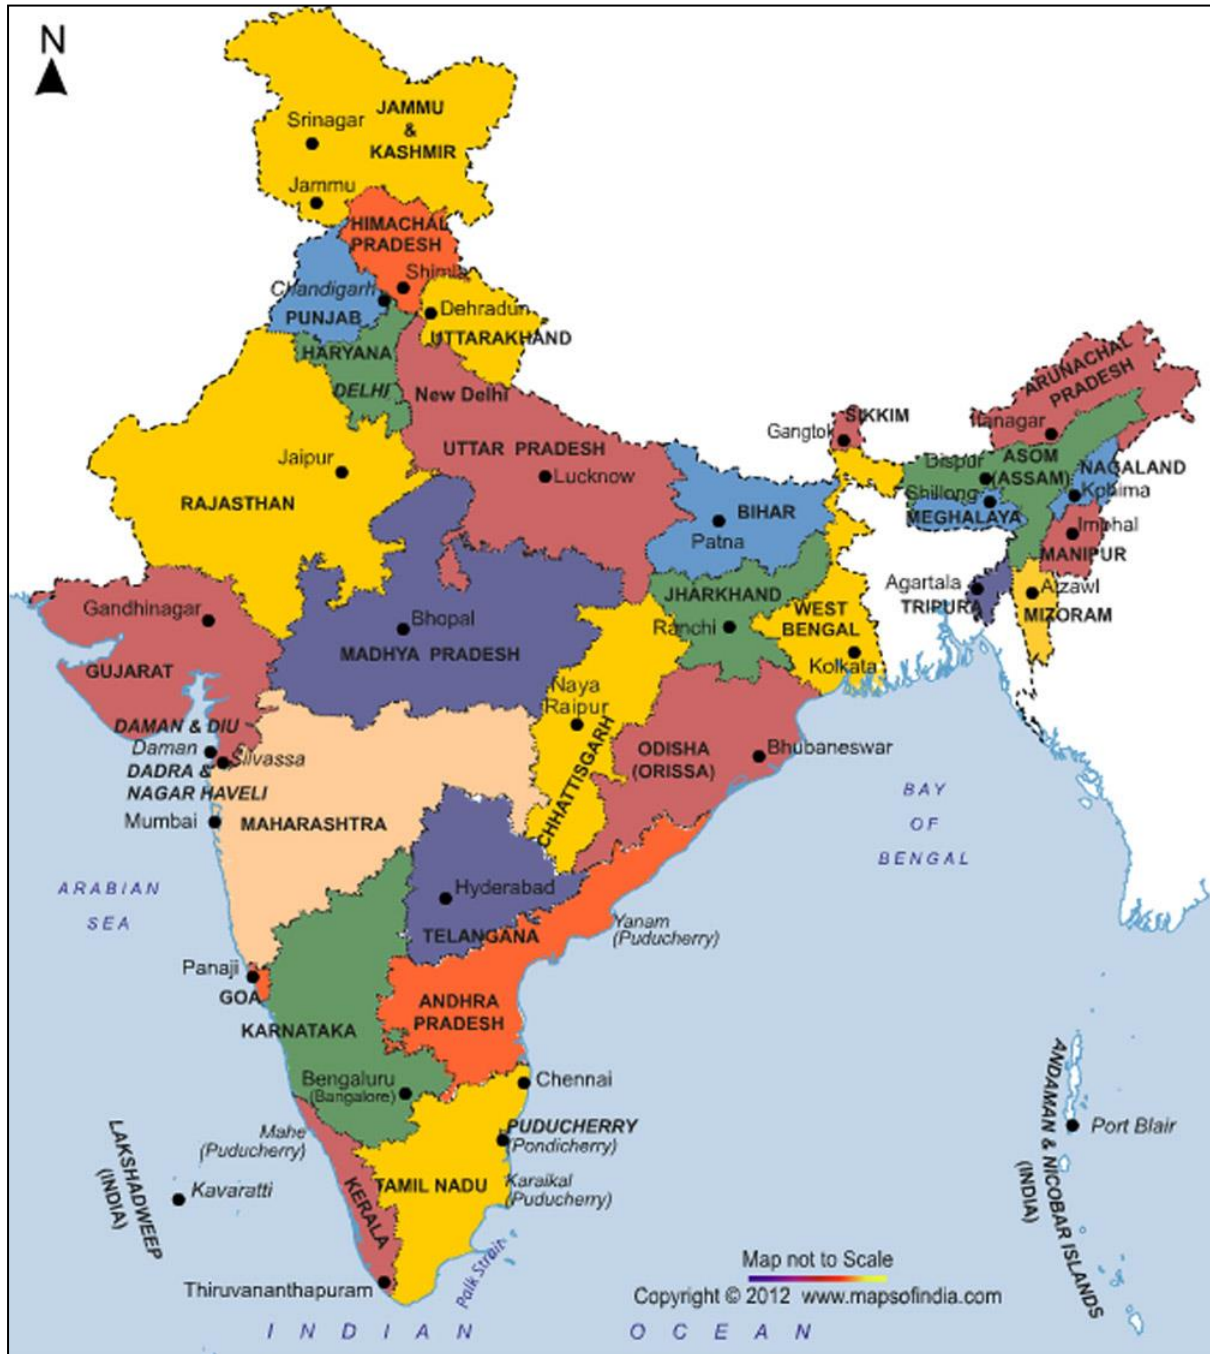 N
JAMMU
&
KASHMIR
Srinagar
Jammu
HIMACHAL
PRADESH
Shimla
Chandigarh
PUNJAB
Dehradun
UTTARAKHAND
HARYANA
DELHI
New Delhi
ARUNACHAL
PRADESH
SIKKIM
Gangtok
Itanagar
UTTAR PRADESH
Lucknow
Jaipur
RAJASTHAN
Dispur
ASOM
(ASSAM)
NAGALAND
Kohima
Shillong
MEGHALAYA
BIHAR
Patna
Imphal
MANIPUR
Agartala
TRIPURA
Aizawl
MIZORAM
JHARKHAND
Ranchi
WEST
BENGAL
Kolkata
Gandhinagar
GUJARAT
Bhopal
MADHYA PRADESH
Naya
Raipur
CHHATTISGARH
ODISHA
(ORISSA)
Bhubaneswar
DAMAN & DIU
Daman
Silvassa
DADRA &
NAGAR HAVELI
Mumbai
MAHARASHTRA
BAY
OF
BENGAL
ARABIAN
SEA
Hyderabad
TELANGANA
Yanam
(Puducherry)
Panaji
GOA
KARNATAKA
ANDHRA
PRADESH
Bengaluru
(Bangalore)
Chennai
Mahe
(Puducherry)
PUDUCHERRY
(Pondicherry)
Karaikal
(Puducherry)
TAMIL NADU
KERALA
LAKSHADWEEP
(INDIA)
Kavaratti
ANDAMAN & NICOBAR ISLANDS
(INDIA)
Port Blair
Thiruvananthapuram
Palk Strait
Map not to Scale
Copyright © 2012 www.mapsofindia.com
INDIAN OCEAN